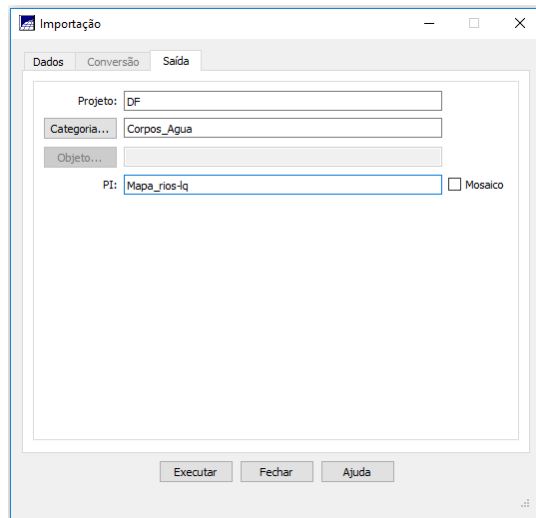 Importação
Dados Conversão Saída
Projeto: DF
Categoria... Corpos_Agua
Objeto...
PI: Mapa_rios-lq Mosaico
Executar Fechar Ajuda